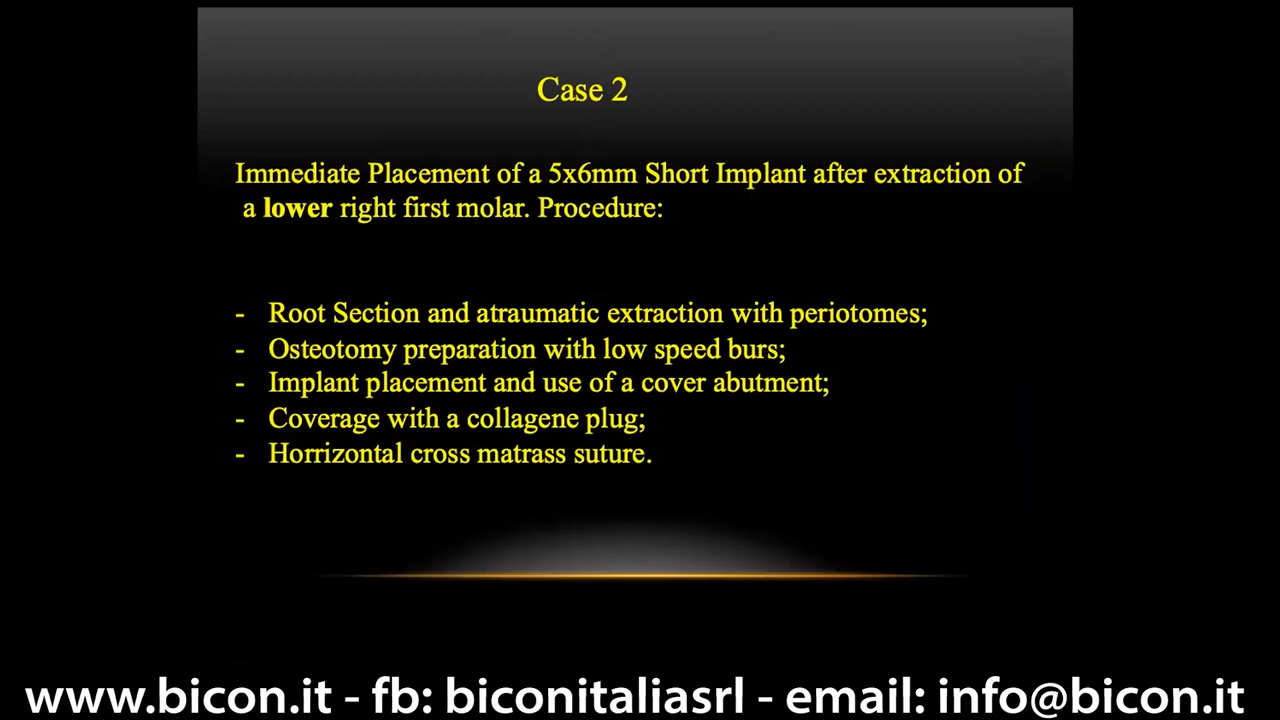 Case 2
Immediate Placement of a 5x6mm Short Implant after extraction of
a lower right first molar. Procedure:
- Root Section and atraumatic extraction with periotomes;
- Osteotomy preparation with low speed burs;
- Implant placement and use of a cover abutment;
- Coverage with a collagene plug;
- Horrizontal cross matrass suture.
www.bicon.it - fb: biconitaliasrl - email: info@bicon.it